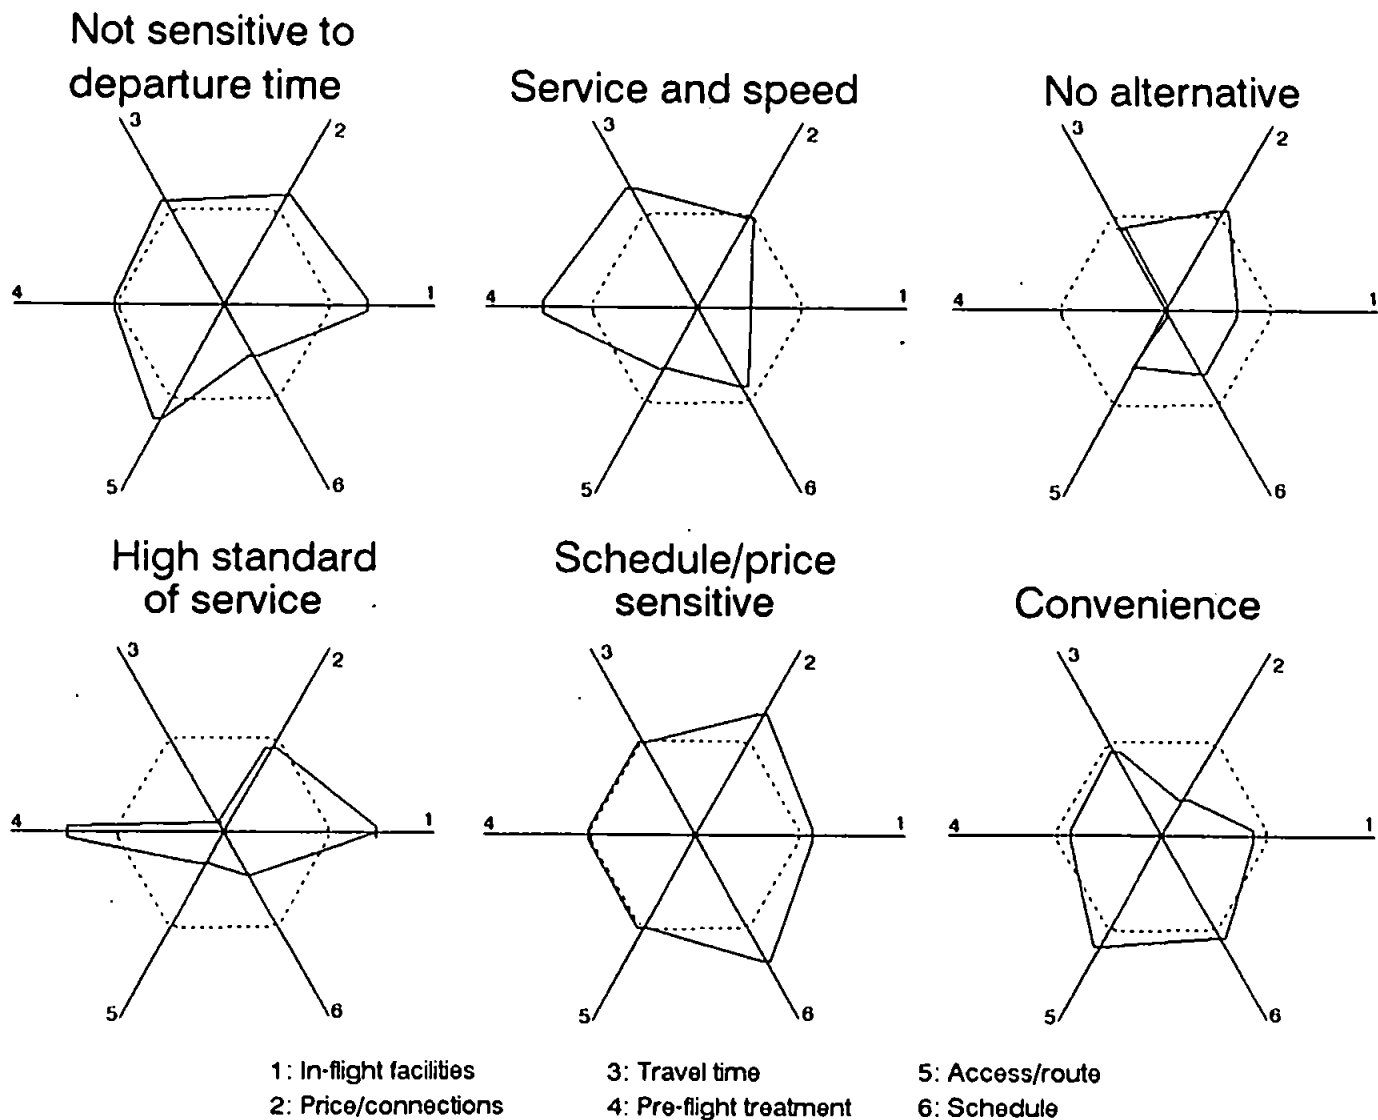 Not sensitive to
departure time
Service and speed
No alternative
3
2
4
1
5
6
3
2
4
1
5
6
3
2
4
1
5
6
High standard
of service
Schedule/price
sensitive
Convenience
3
2
4
1
5
6
3
2
4
1
5
6
3
2
4
1
5
6
1: In-flight facilities
3: Travel time
5: Access/route
2: Price/connections
4: Pre-flight treatment
6: Schedule